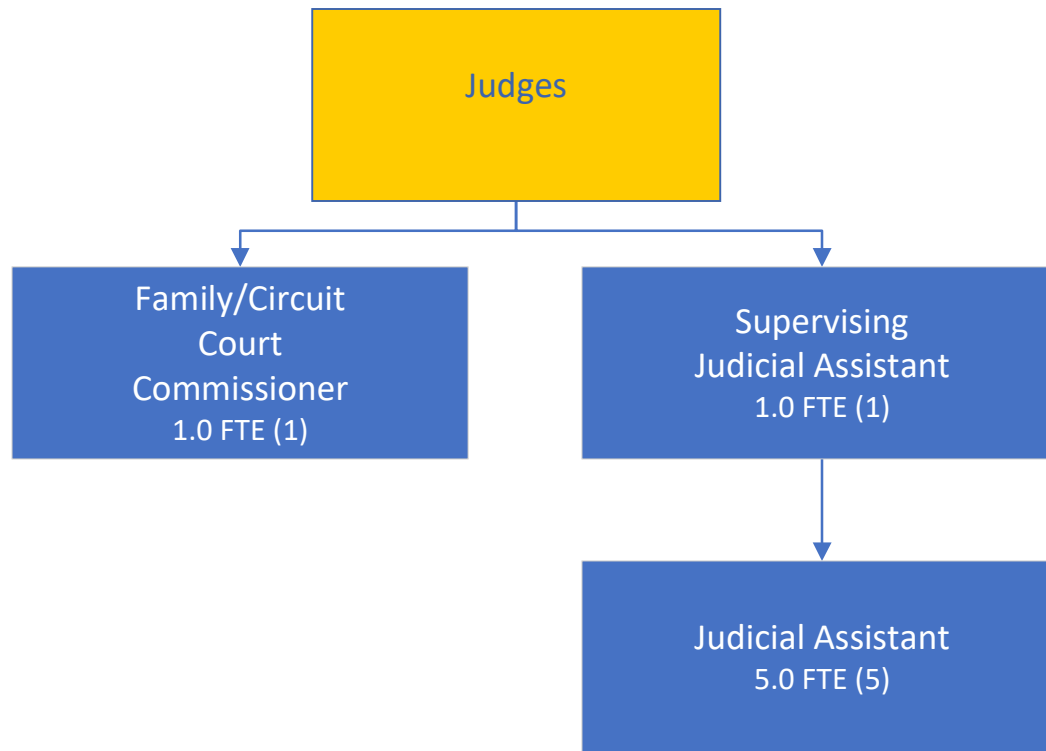 Judges
Family/Circuit
Court
Commissioner
1.0 FTE (1)
Supervising
Judicial Assistant
1.0 FTE (1)
Judicial Assistant
5.0 FTE (5)